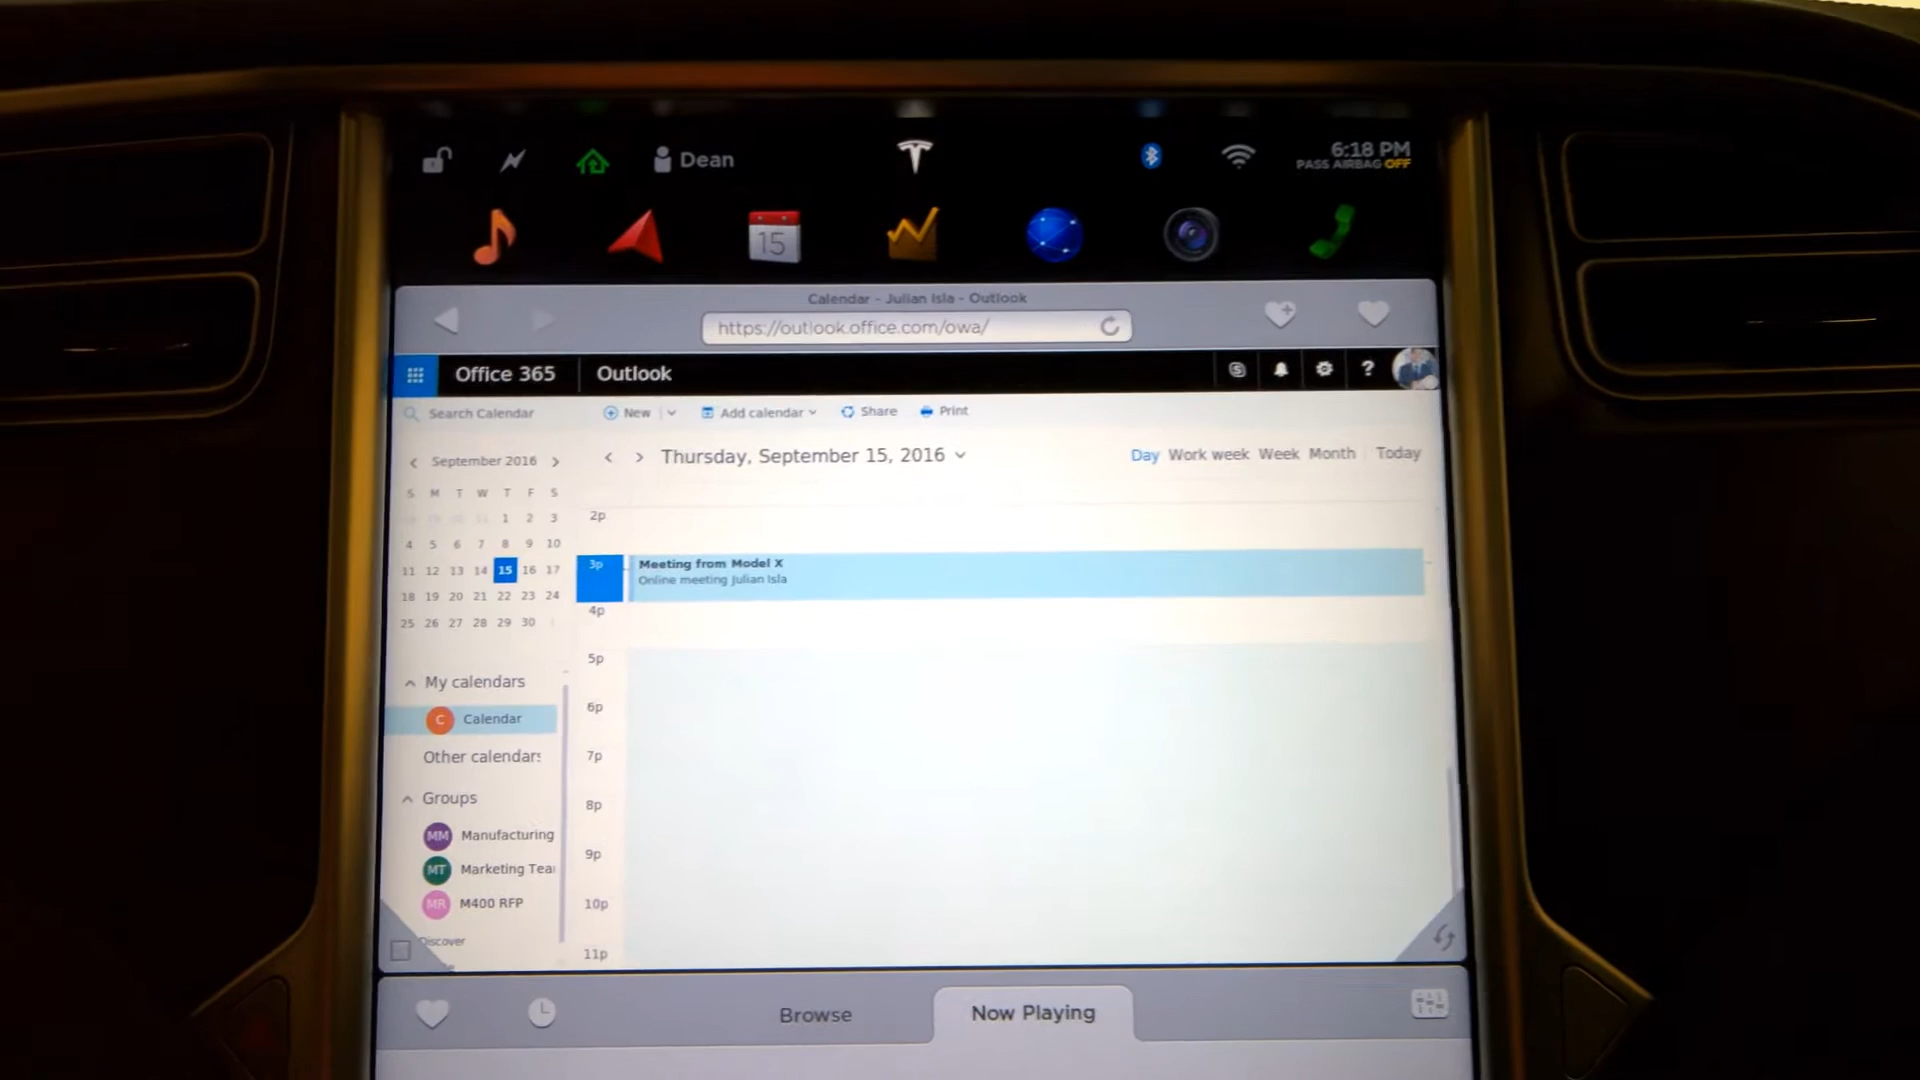 Dean
6:18 PM
PASS AIRBAG OFF
15
Calendar - Julian Isla - Outlook
https://outlook.office.com/owa/
Office 365
Outlook
?
Search Calendar
New
Add calendar
Share
Print
September 2016
Thursday, September 15, 2016
Day Work week Week Month Today
S M T W T F S
1 2 3
4 5 6 7 8 9 10
11 12 13 14 15 16 17
18 19 20 21 22 23 24
25 26 27 28 29 30 1
2p
3p
Meeting from Model X
Online meeting Julian Isla
4p
5p
6p
7p
8p
9p
10p
11p
My calendars
C Calendar
Other calendars
Groups
MM Manufacturing
MT Marketing Tea
MR M400 RFP
Discover
Browse
Now Playing